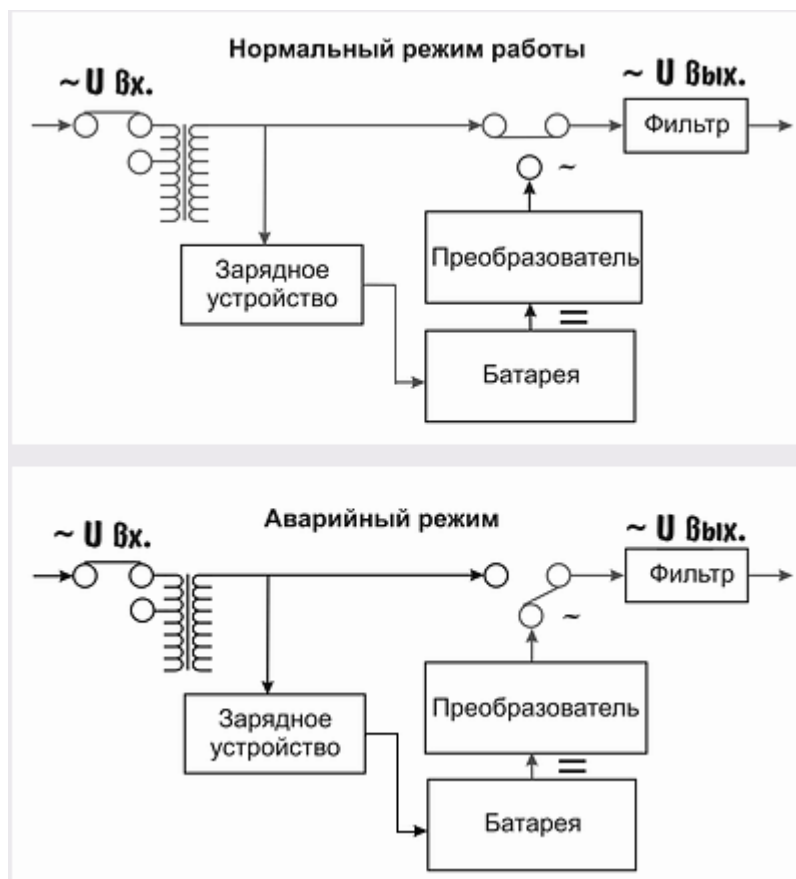 Нормальный режим работы
~ U Вх.
~ U Вых.
Фильтр
~
Зарядное
устройство
Преобразователь
=
Батарея
Аварийный режим
~ U Вх.
~ U Вых.
Фильтр
~
Зарядное
устройство
Преобразователь
=
Батарея